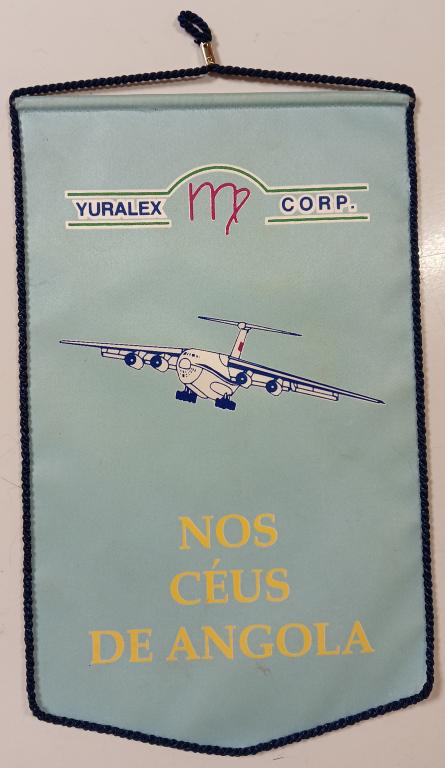 YURALEX CORP.
NOS
CÉUS
DE ANGOLA